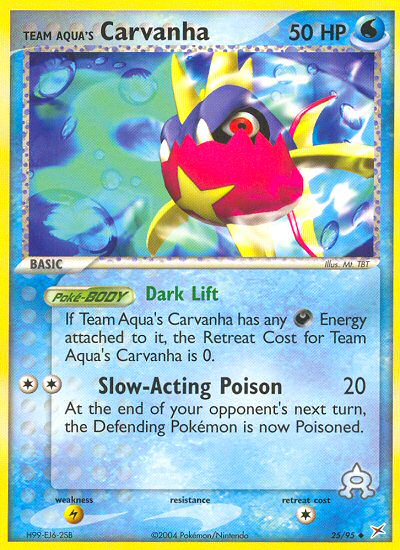 TEAM AQUA'S Carvanha 50 HP
BASIC
Illus. Mt. TBT
Poké-BODY Dark Lift
If Team Aqua's Carvanha has any Energy
attached to it, the Retreat Cost for Team
Aqua's Carvanha is 0.
Slow-Acting Poison 20
At the end of your opponent's next turn,
the Defending Pokémon is now Poisoned.
weakness resistance retreat cost
H99-EJ6-25B ©2004 Pokémon/Nintendo 25/95